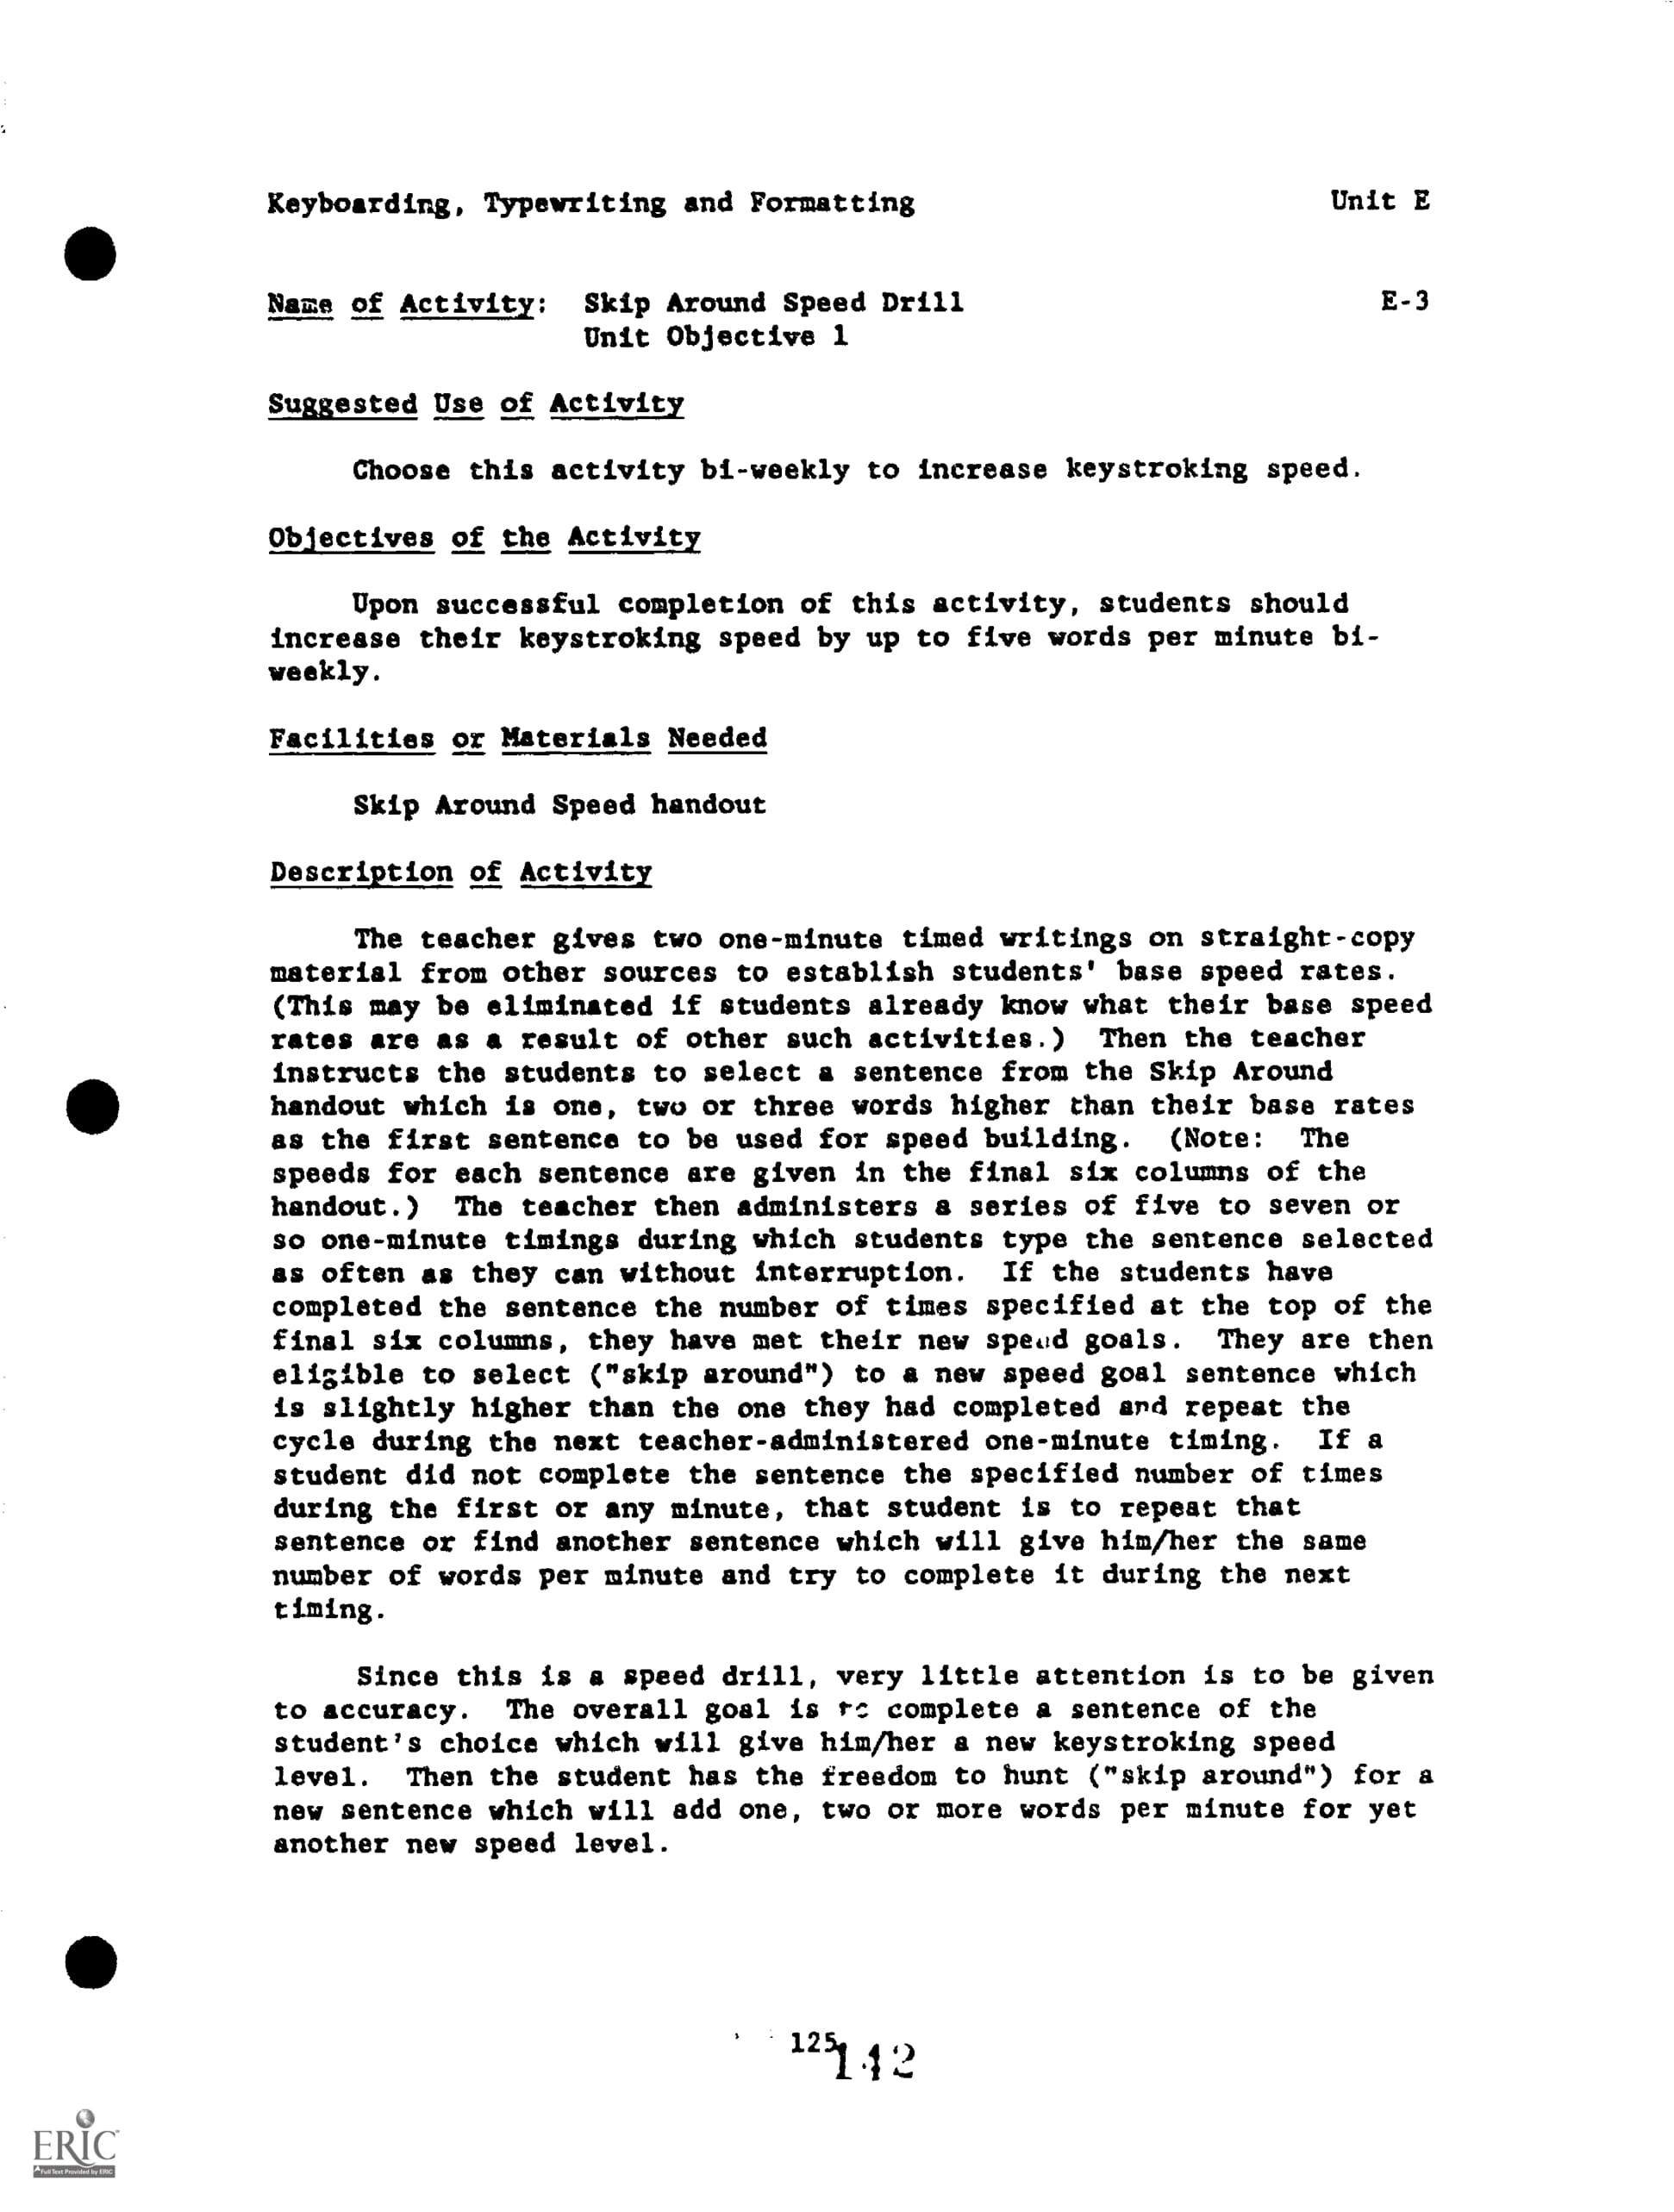 Keyboarding, Typewriting and Formatting Unit E
Name of Activity: Skip Around Speed Drill E-3
Unit Objective 1
Suggested Use of Activity
Choose this activity bi-weekly to increase keystroking speed.
Objectives of the Activity
Upon successful completion of this activity, students should
increase their keystroking speed by up to five words per minute bi-
weekly.
Facilities or Materials Needed
Skip Around Speed handout
Description of Activity
The teacher gives two one-minute timed writings on straight-copy
material from other sources to establish students' base speed rates.
(This may be eliminated if students already know what their base speed
rates are as a result of other such activities.) Then the teacher
instructs the students to select a sentence from the Skip Around
handout which is one, two or three words higher than their base rates
as the first sentence to be used for speed building. (Note: The
speeds for each sentence are given in the final six columns of the
handout.) The teacher then administers a series of five to seven or
so one-minute timings during which students type the sentence selected
as often as they can without interruption. If the students have
completed the sentence the number of times specified at the top of the
final six columns, they have met their new speed goals. They are then
eligible to select ("skip around") to a new speed goal sentence which
is slightly higher than the one they had completed and repeat the
cycle during the next teacher-administered one-minute timing. If a
student did not complete the sentence the specified number of times
during the first or any minute, that student is to repeat that
sentence or find another sentence which will give him/her the same
number of words per minute and try to complete it during the next
timing.
Since this is a speed drill, very little attention is to be given
to accuracy. The overall goal is to complete a sentence of the
student's choice which will give him/her a new keystroking speed
level. Then the student has the freedom to hunt ("skip around") for a
new sentence which will add one, two or more words per minute for yet
another new speed level.
125
142
ERIC
Full Text Provided by ERIC